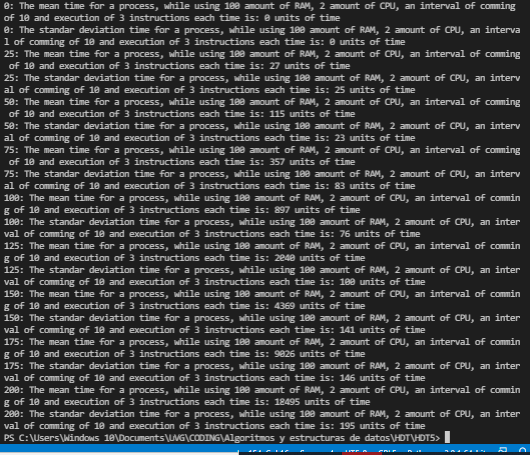 0: The mean time for a process, while using 100 amount of RAM, 2 amount of CPU, an interval of comming
of 10 and execution of 3 instructions each time is: 0 units of time
0: The standar deviation time for a process, while using 100 amount of RAM, 2 amount of CPU, an interva
l of comming of 10 and execution of 3 instructions each time is: 0 units of time
25: The mean time for a process, while using 100 amount of RAM, 2 amount of CPU, an interval of comming
of 10 and execution of 3 instructions each time is: 27 units of time
25: The standar deviation time for a process, while using 100 amount of RAM, 2 amount of CPU, an interv
al of comming of 10 and execution of 3 instructions each time is: 25 units of time
50: The mean time for a process, while using 100 amount of RAM, 2 amount of CPU, an interval of comming
of 10 and execution of 3 instructions each time is: 115 units of time
50: The standar deviation time for a process, while using 100 amount of RAM, 2 amount of CPU, an interv
al of comming of 10 and execution of 3 instructions each time is: 23 units of time
75: The mean time for a process, while using 100 amount of RAM, 2 amount of CPU, an interval of comming
of 10 and execution of 3 instructions each time is: 357 units of time
75: The standar deviation time for a process, while using 100 amount of RAM, 2 amount of CPU, an interv
al of comming of 10 and execution of 3 instructions each time is: 83 units of time
100: The mean time for a process, while using 100 amount of RAM, 2 amount of CPU, an interval of commin
g of 10 and execution of 3 instructions each time is: 897 units of time
100: The standar deviation time for a process, while using 100 amount of RAM, 2 amount of CPU, an inter
val of comming of 10 and execution of 3 instructions each time is: 76 units of time
125: The mean time for a process, while using 100 amount of RAM, 2 amount of CPU, an interval of commin
g of 10 and execution of 3 instructions each time is: 2040 units of time
125: The standar deviation time for a process, while using 100 amount of RAM, 2 amount of CPU, an inter
val of comming of 10 and execution of 3 instructions each time is: 100 units of time
150: The mean time for a process, while using 100 amount of RAM, 2 amount of CPU, an interval of commin
g of 10 and execution of 3 instructions each time is: 4369 units of time
150: The standar deviation time for a process, while using 100 amount of RAM, 2 amount of CPU, an inter
val of comming of 10 and execution of 3 instructions each time is: 141 units of time
175: The mean time for a process, while using 100 amount of RAM, 2 amount of CPU, an interval of commin
g of 10 and execution of 3 instructions each time is: 9026 units of time
175: The standar deviation time for a process, while using 100 amount of RAM, 2 amount of CPU, an inter
val of comming of 10 and execution of 3 instructions each time is: 146 units of time
200: The mean time for a process, while using 100 amount of RAM, 2 amount of CPU, an interval of commin
g of 10 and execution of 3 instructions each time is: 18495 units of time
200: The standar deviation time for a process, while using 100 amount of RAM, 2 amount of CPU, an inter
val of comming of 10 and execution of 3 instructions each time is: 195 units of time
PS C:\Users\Windows 10\Documents\UVG\CODING\Algoritmos y estructuras de datos\HDT\HDT5>